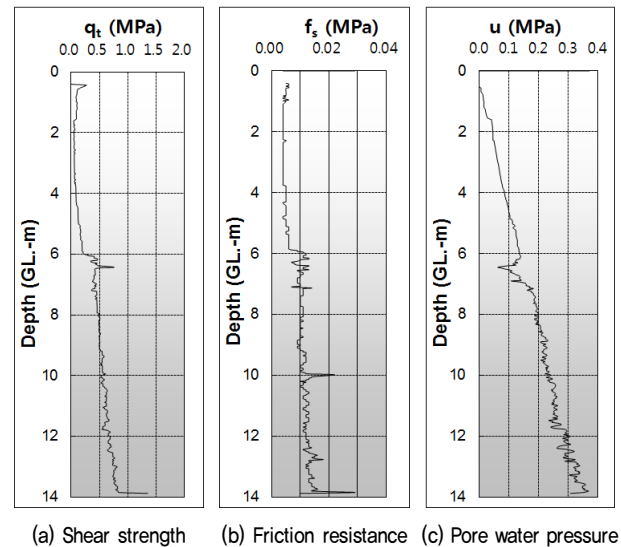 qt (MPa)
0.0 0.5 1.0 1.5 2.0
0
2
4
6
8
10
12
14
Depth (GL.-m)
(a) Shear strength
fs (MPa)
0.00 0.02 0.04
0
2
4
6
8
10
12
14
Depth (GL.-m)
(b) Friction resistance
u (MPa)
0.0 0.1 0.2 0.3 0.4
0
2
4
6
8
10
12
14
Depth (GL.-m)
(c) Pore water pressure